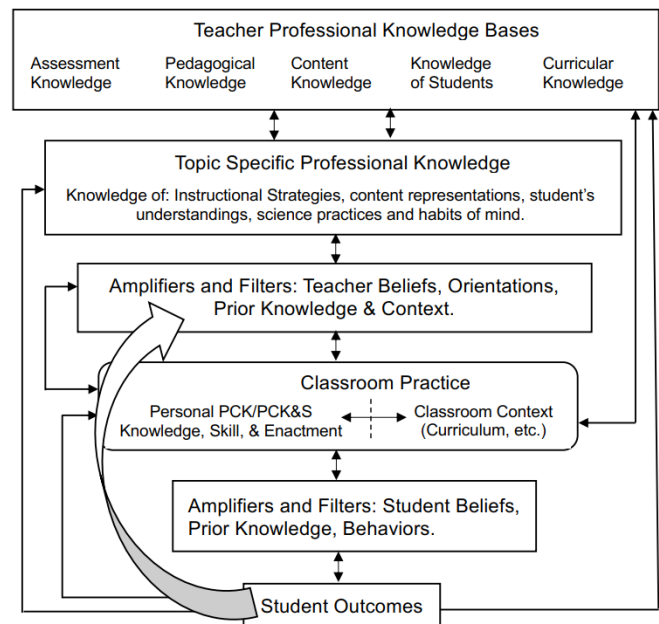 Teacher Professional Knowledge Bases
Assessment Knowledge
Pedagogical Knowledge
Content Knowledge
Knowledge of Students
Curricular Knowledge
Topic Specific Professional Knowledge
Knowledge of: Instructional Strategies, content representations, student's
understandings, science practices and habits of mind.
Amplifiers and Filters: Teacher Beliefs, Orientations,
Prior Knowledge & Context.
Classroom Practice
Personal PCK/PCK&S
Knowledge, Skill, & Enactment
Classroom Context
(Curriculum, etc.)
Amplifiers and Filters: Student Beliefs,
Prior Knowledge, Behaviors.
Student Outcomes